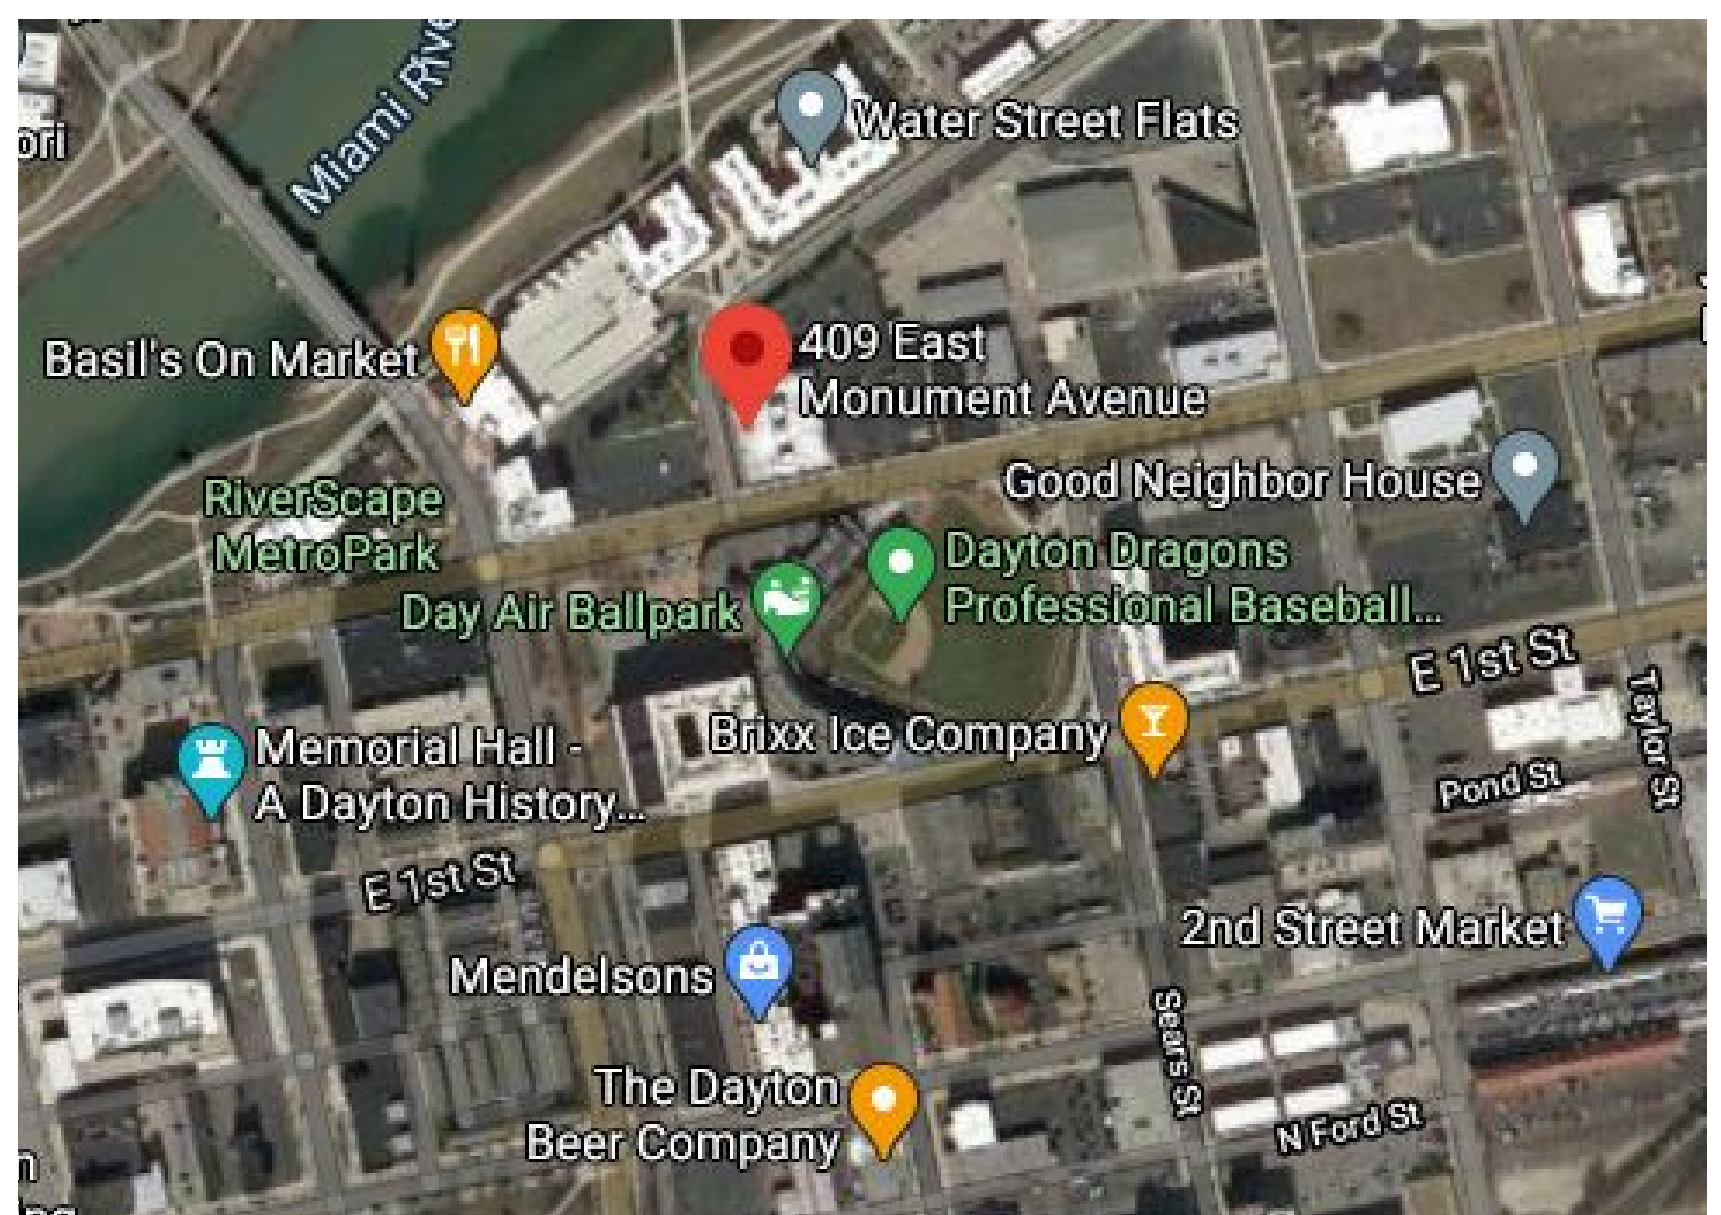 Miami Rive
ori
Water Street Flats
Basil's On Market
409 East
Monument Avenue
Good Neighbor House
RiverScape
MetroPark
Day Air Ballpark
Dayton Dragons
Professional Baseball...
E 1st St
Taylor St
Brixx Ice Company
Memorial Hall -
A Dayton History...
Pond St
E 1st St
2nd Street Market
Mendelsons
Sears St
The Dayton
Beer Company
N Ford St